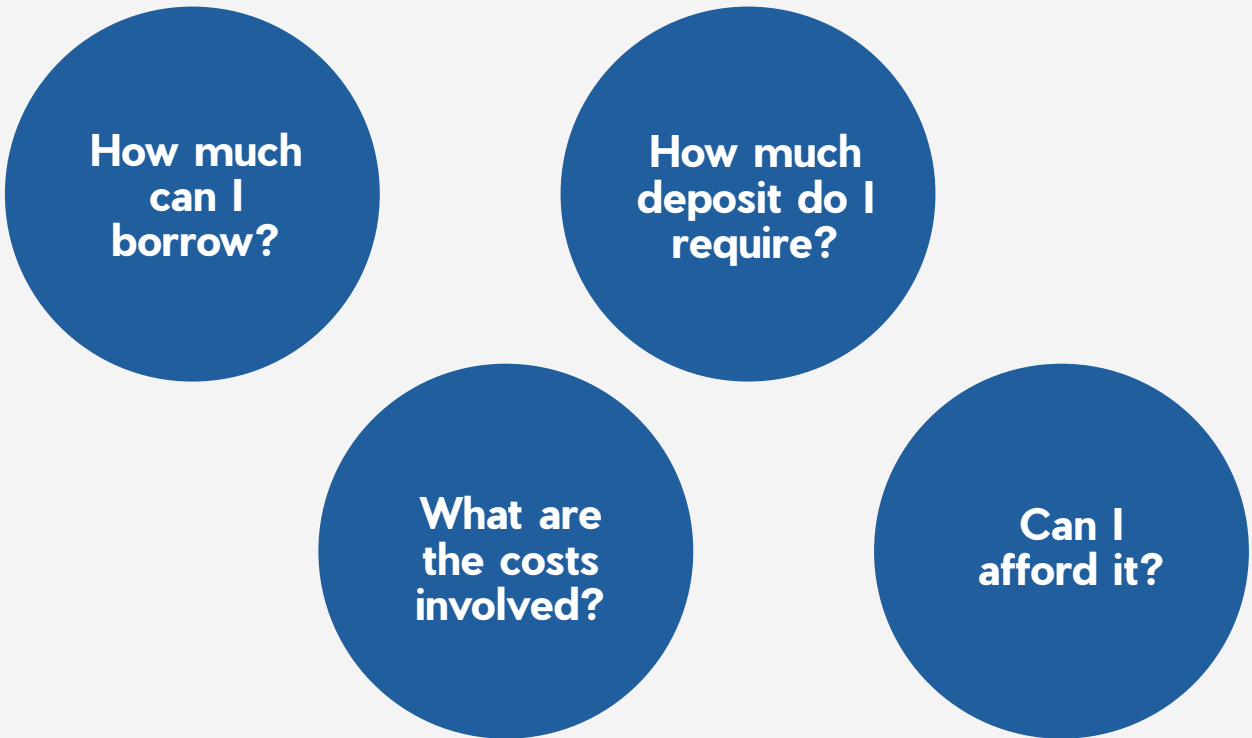 How much
can I
borrow?
How much
deposit do I
require?
What are
the costs
involved?
Can I
afford it?